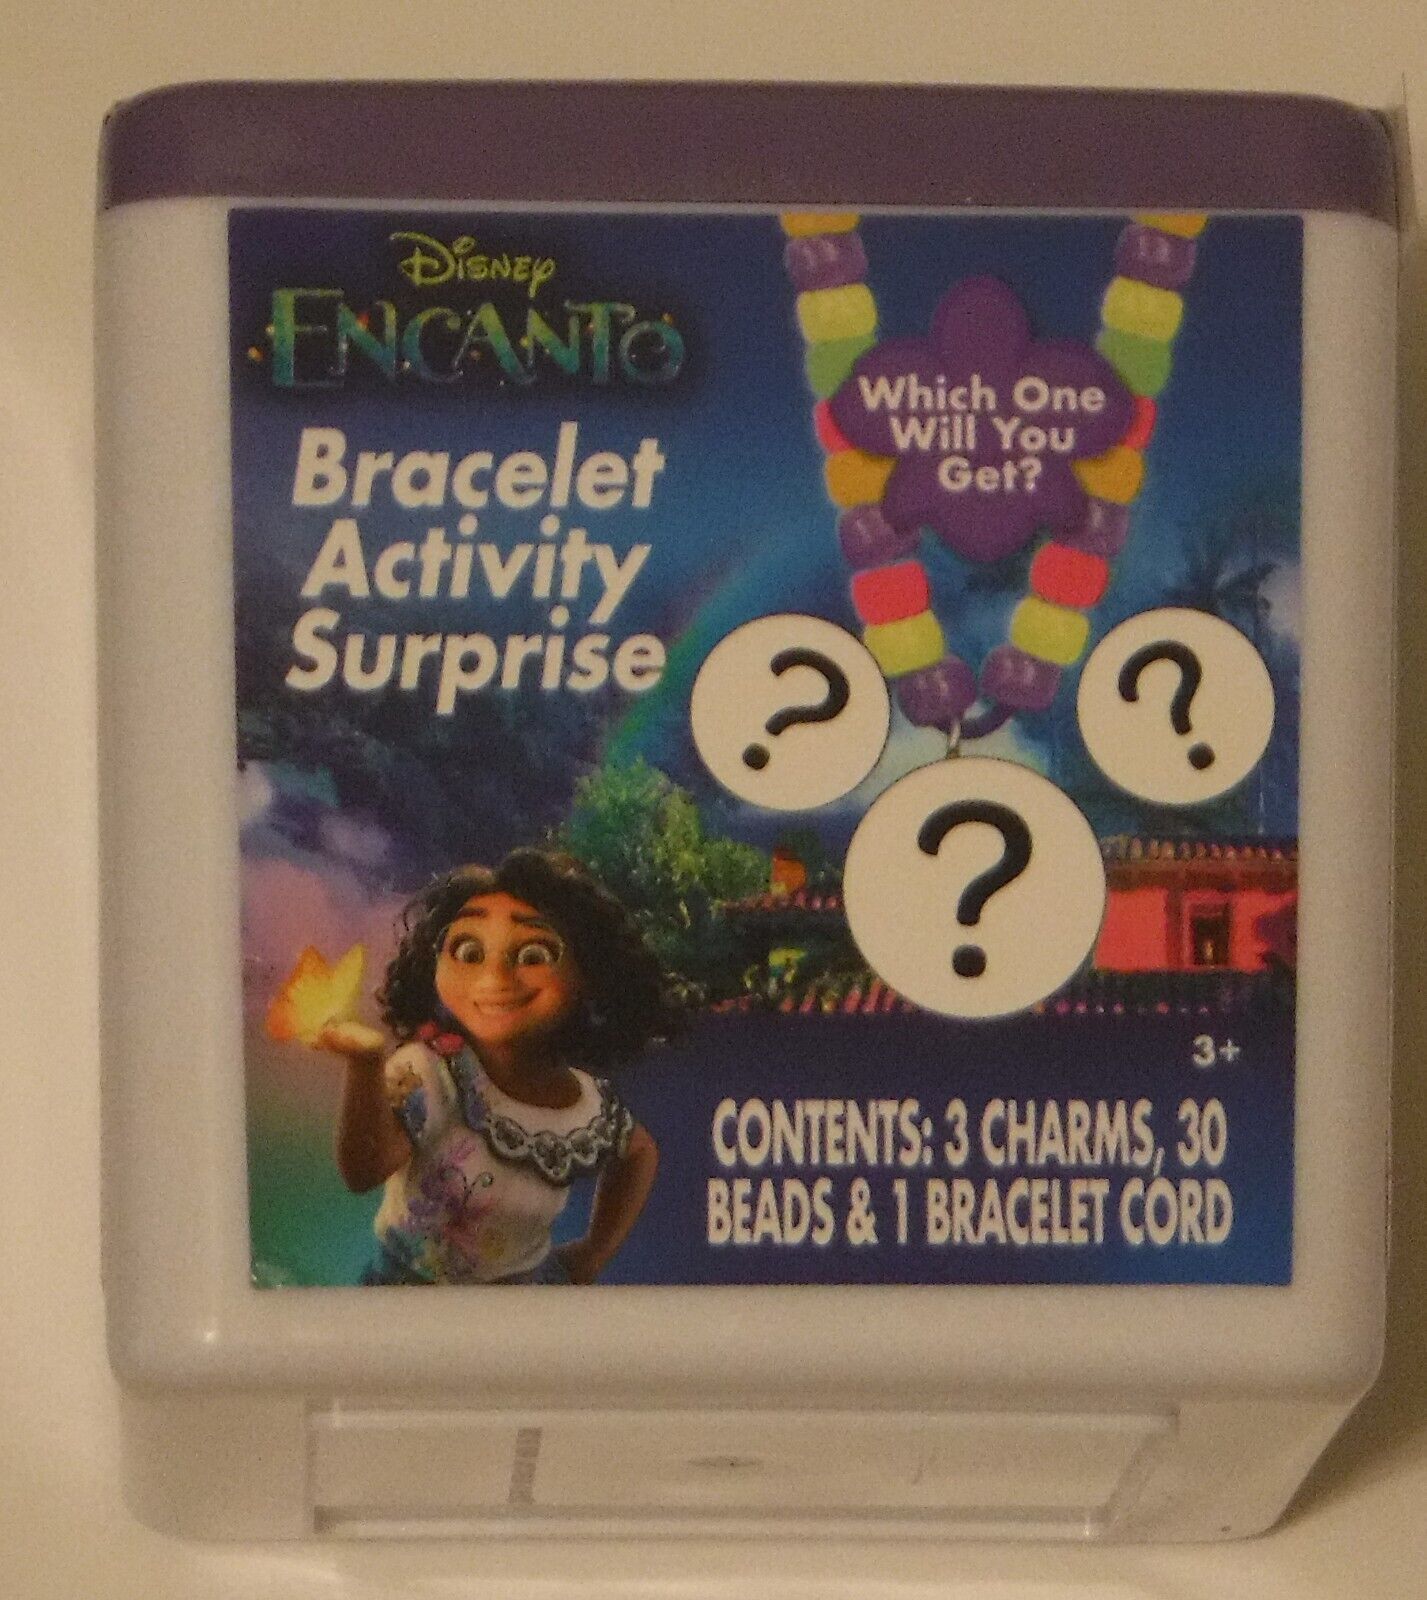 Disney
ENCANTO
Bracelet
Activity
Surprise
Which One
Will You
Get?
?
?
?
3+
CONTENTS: 3 CHARMS, 30
BEADS & 1 BRACELET CORD